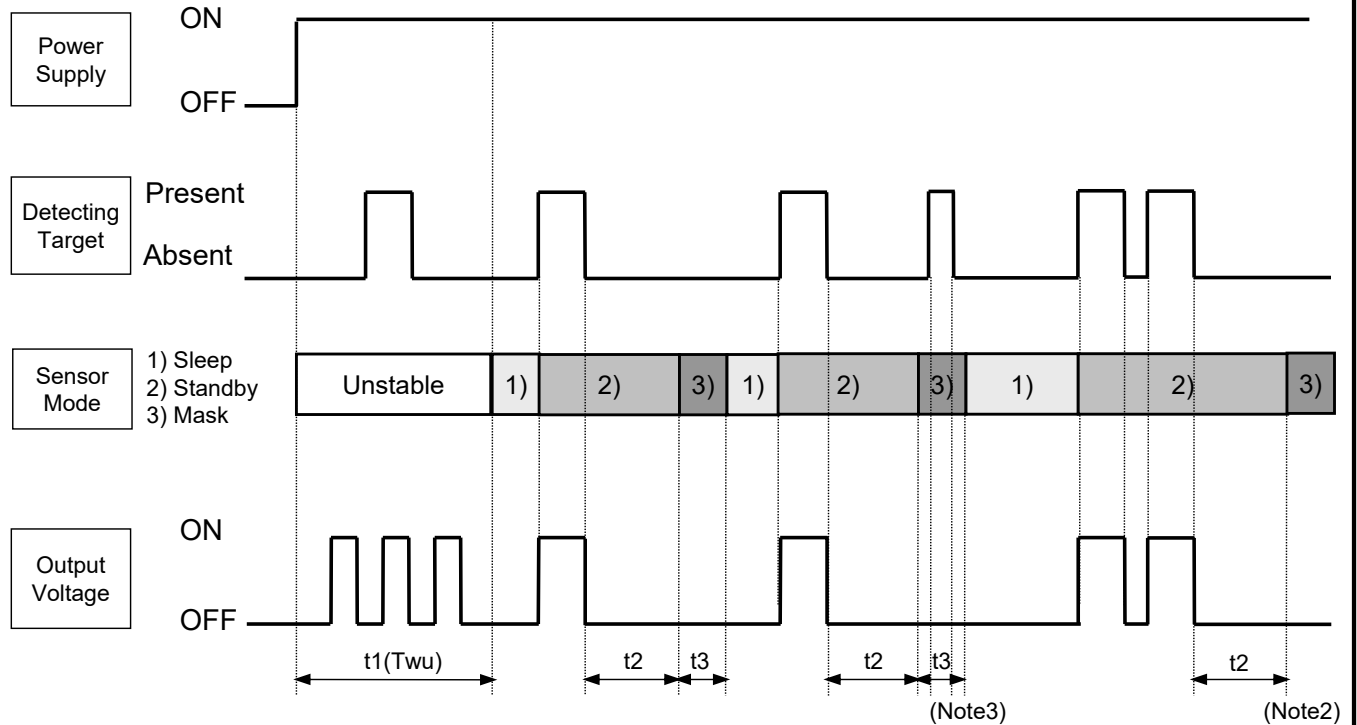 Power
Supply
ON
OFF
Detecting
Target
Present
Absent
Sensor
Mode
1) Sleep
2) Standby
3) Mask
Unstable
1)
2)
3)
1)
2)
3)
1)
2)
3)
Output
Voltage
ON
OFF
t1(Twu)
t2
t3
t2
t3
t2
(Note3)
(Note2)